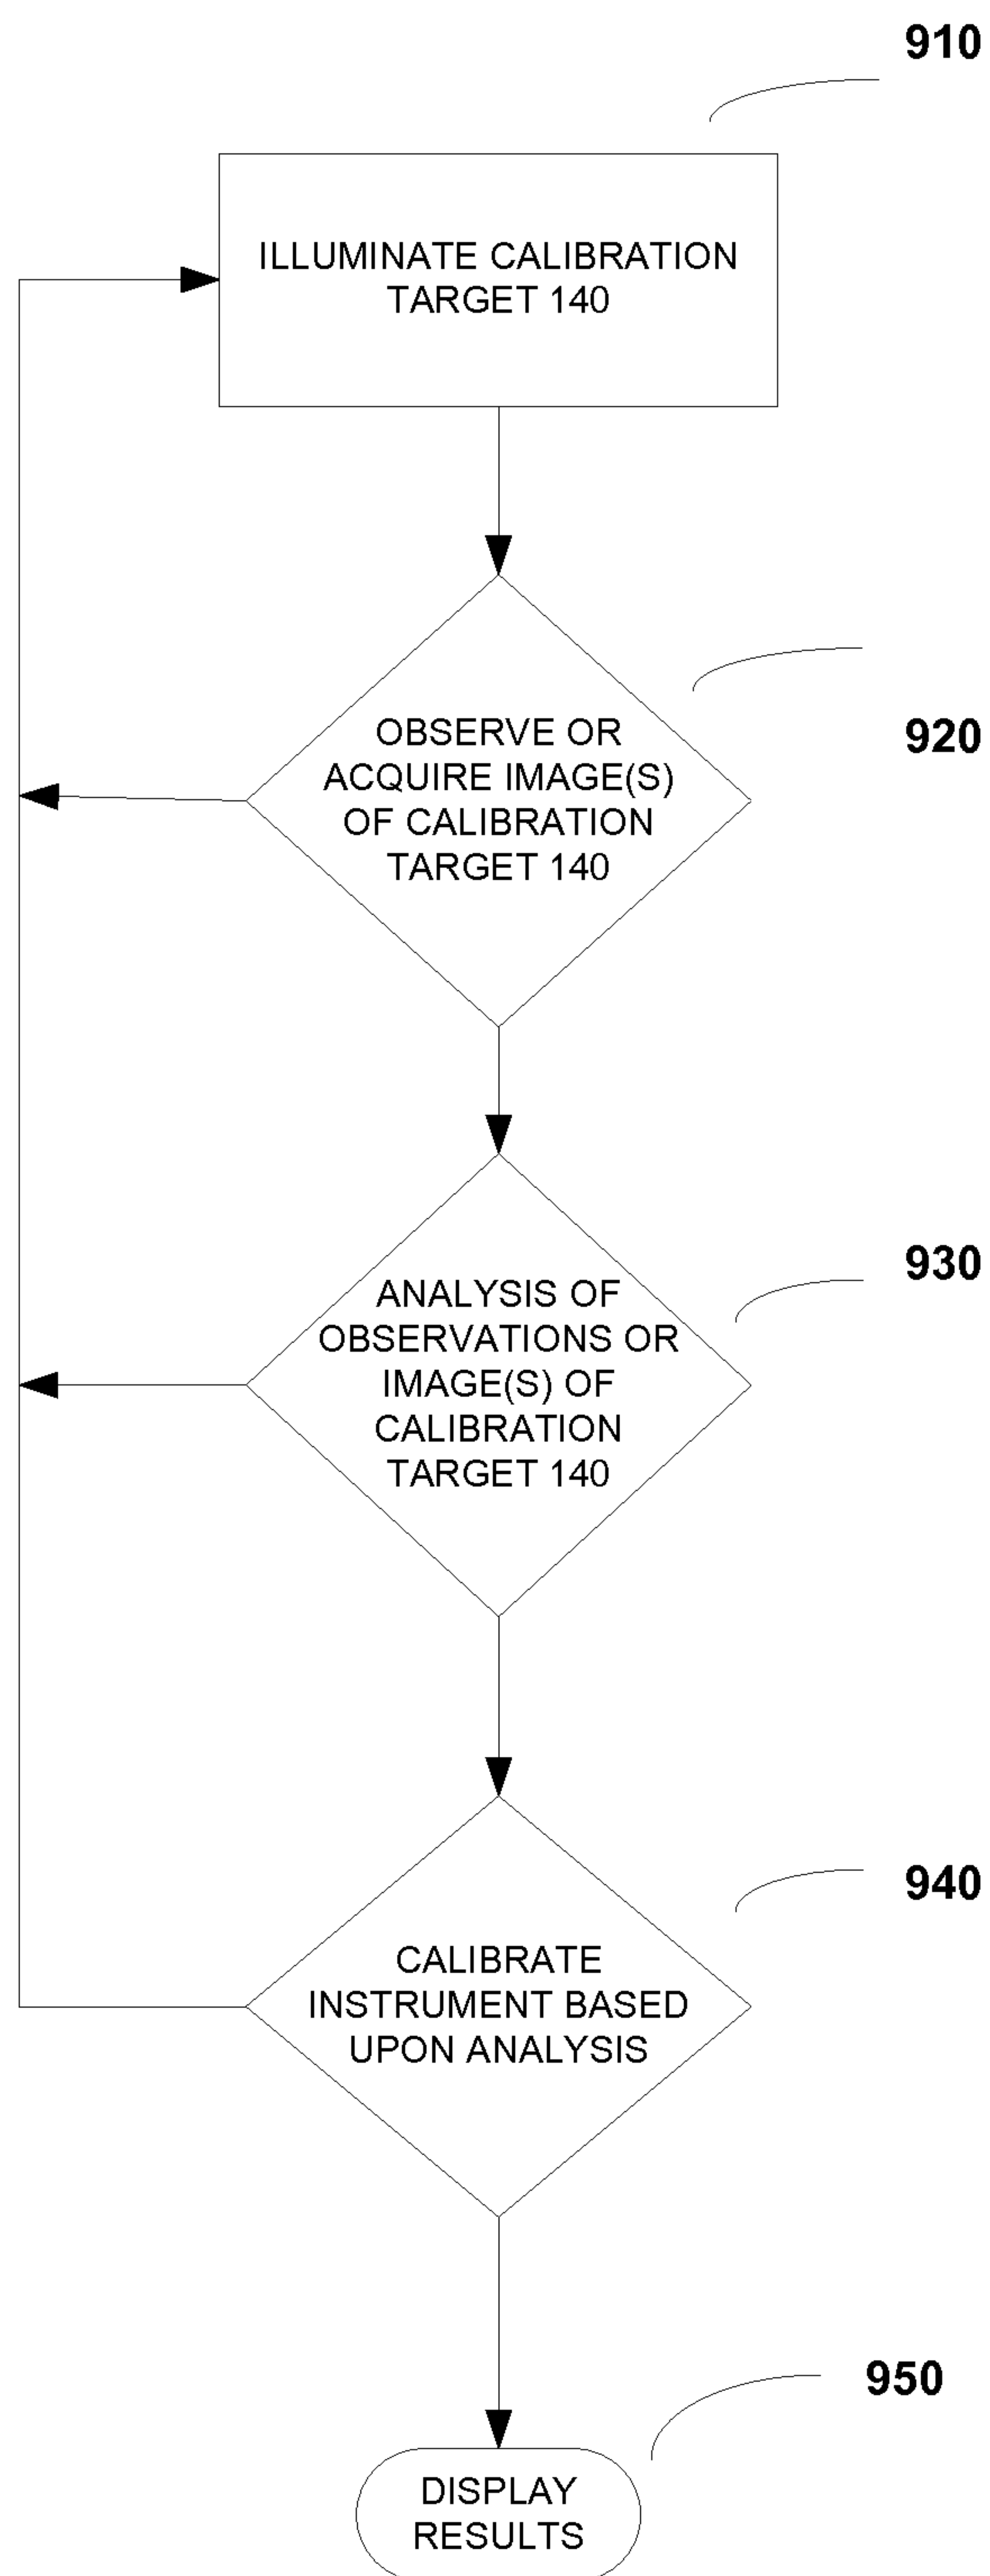 910
ILLUMINATE CALIBRATION
TARGET 140
920
OBSERVE OR
ACQUIRE IMAGE(S)
OF CALIBRATION
TARGET 140
930
ANALYSIS OF
OBSERVATIONS OR
IMAGE(S) OF
CALIBRATION
TARGET 140
940
CALIBRATE
INSTRUMENT BASED
UPON ANALYSIS
950
DISPLAY
RESULTS